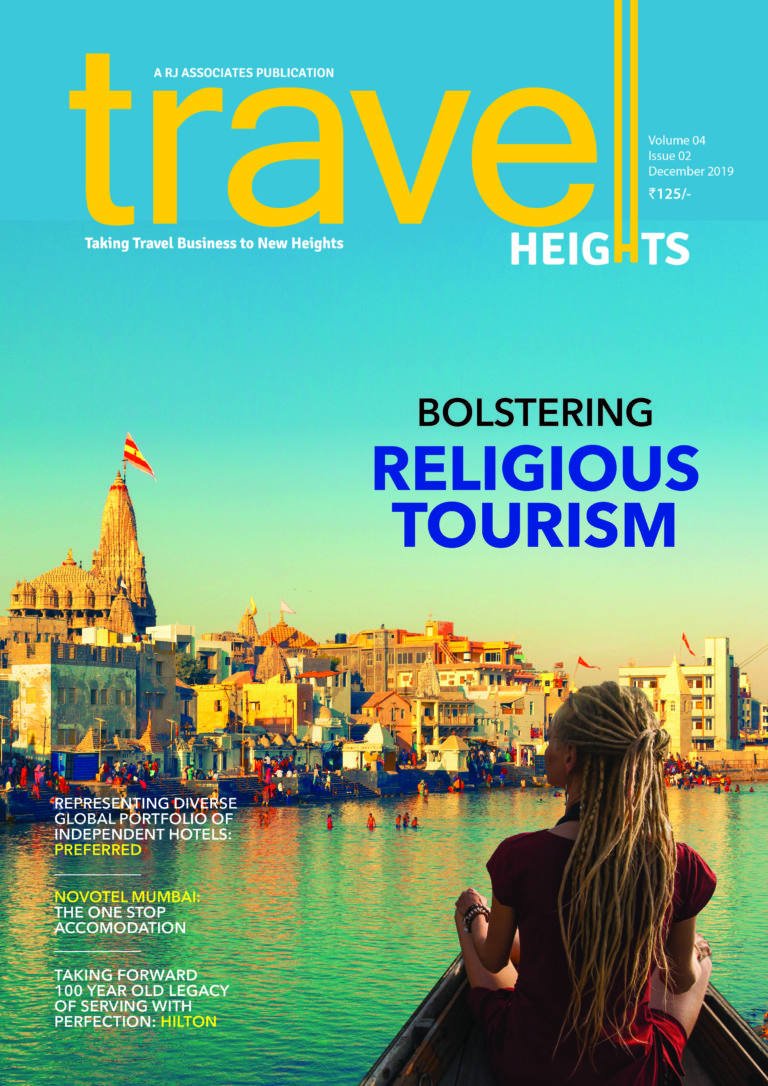 A RJ ASSOCIATES PUBLICATION
travel
Taking Travel Business to New Heights
HEIGHTS
Volume 04
Issue 02
December 2019
₹125/-
BOLSTERING
RELIGIOUS
TOURISM
REPRESENTING DIVERSE
GLOBAL PORTFOLIO OF
INDEPENDENT HOTELS:
PREFERRED
NOVOTEL MUMBAI:
THE ONE STOP
ACCOMODATION
TAKING FORWARD
100 YEAR OLD LEGACY
OF SERVING WITH
PERFECTION: HILTON